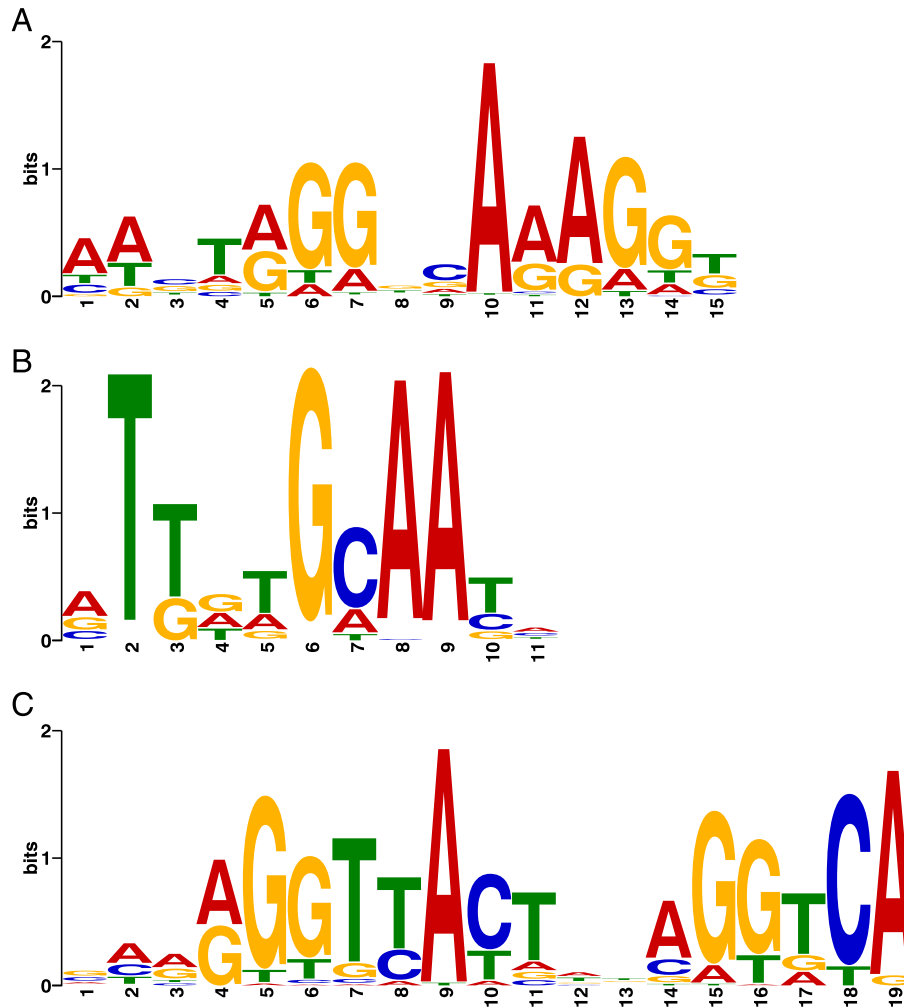 A
2
bits
1
0
A A C T A G G G C A A A G G T
T T G A G T A G G G A T G
C G G A T C
1 2 3 4 5 6 7 8 9 10 11 12 13 14 15
B
2
bits
1
0
A T T G T G C A A T A
G G A A A C
C T G T G
1 2 3 4 5 6 7 8 9 10 11
C
2
bits
1
0
G A A A G G T T A C T A A G G T C A
C G G T T G C T A C A T G T G
1 2 3 4 5 6 7 8 9 10 11 12 13 14 15 16 17 18 19